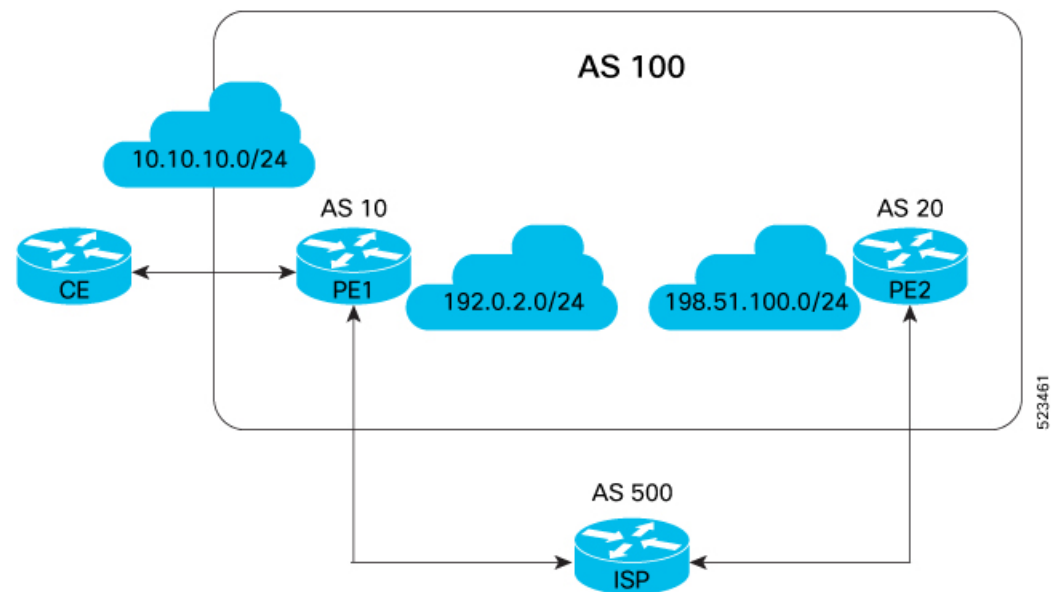 AS 100
10.10.10.0/24
AS 10
AS 20
CE
PE1
192.0.2.0/24
198.51.100.0/24
PE2
523461
AS 500
ISP